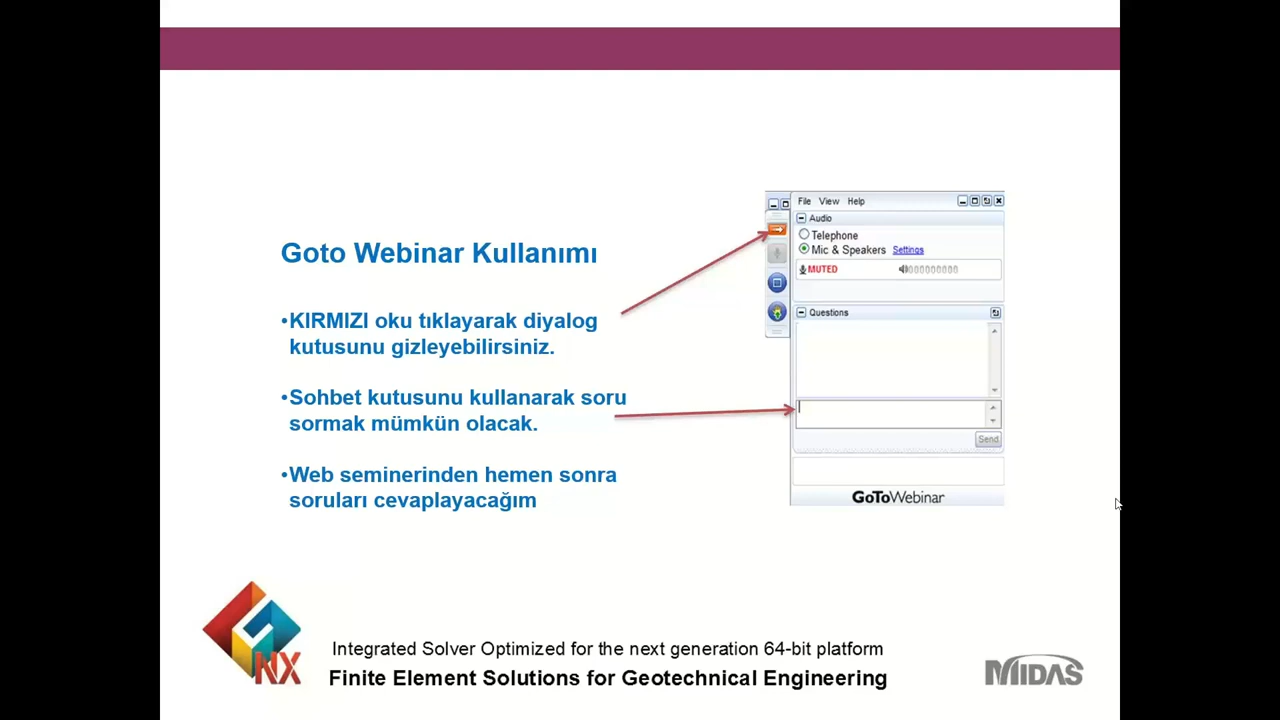 Goto Webinar Kullanımı
•KIRMIZI oku tıklayarak diyalog
kutusunu gizleyebilirsiniz.
•Sohbet kutusunu kullanarak soru
sormak mümkün olacak.
•Web seminerinden hemen sonra
soruları cevaplayacağım
File View Help
Audio
Telephone
Mic & Speakers Settings
MUTED
Questions
Send
GoToWebinar
NX
Integrated Solver Optimized for the next generation 64-bit platform
Finite Element Solutions for Geotechnical Engineering
MIDAS